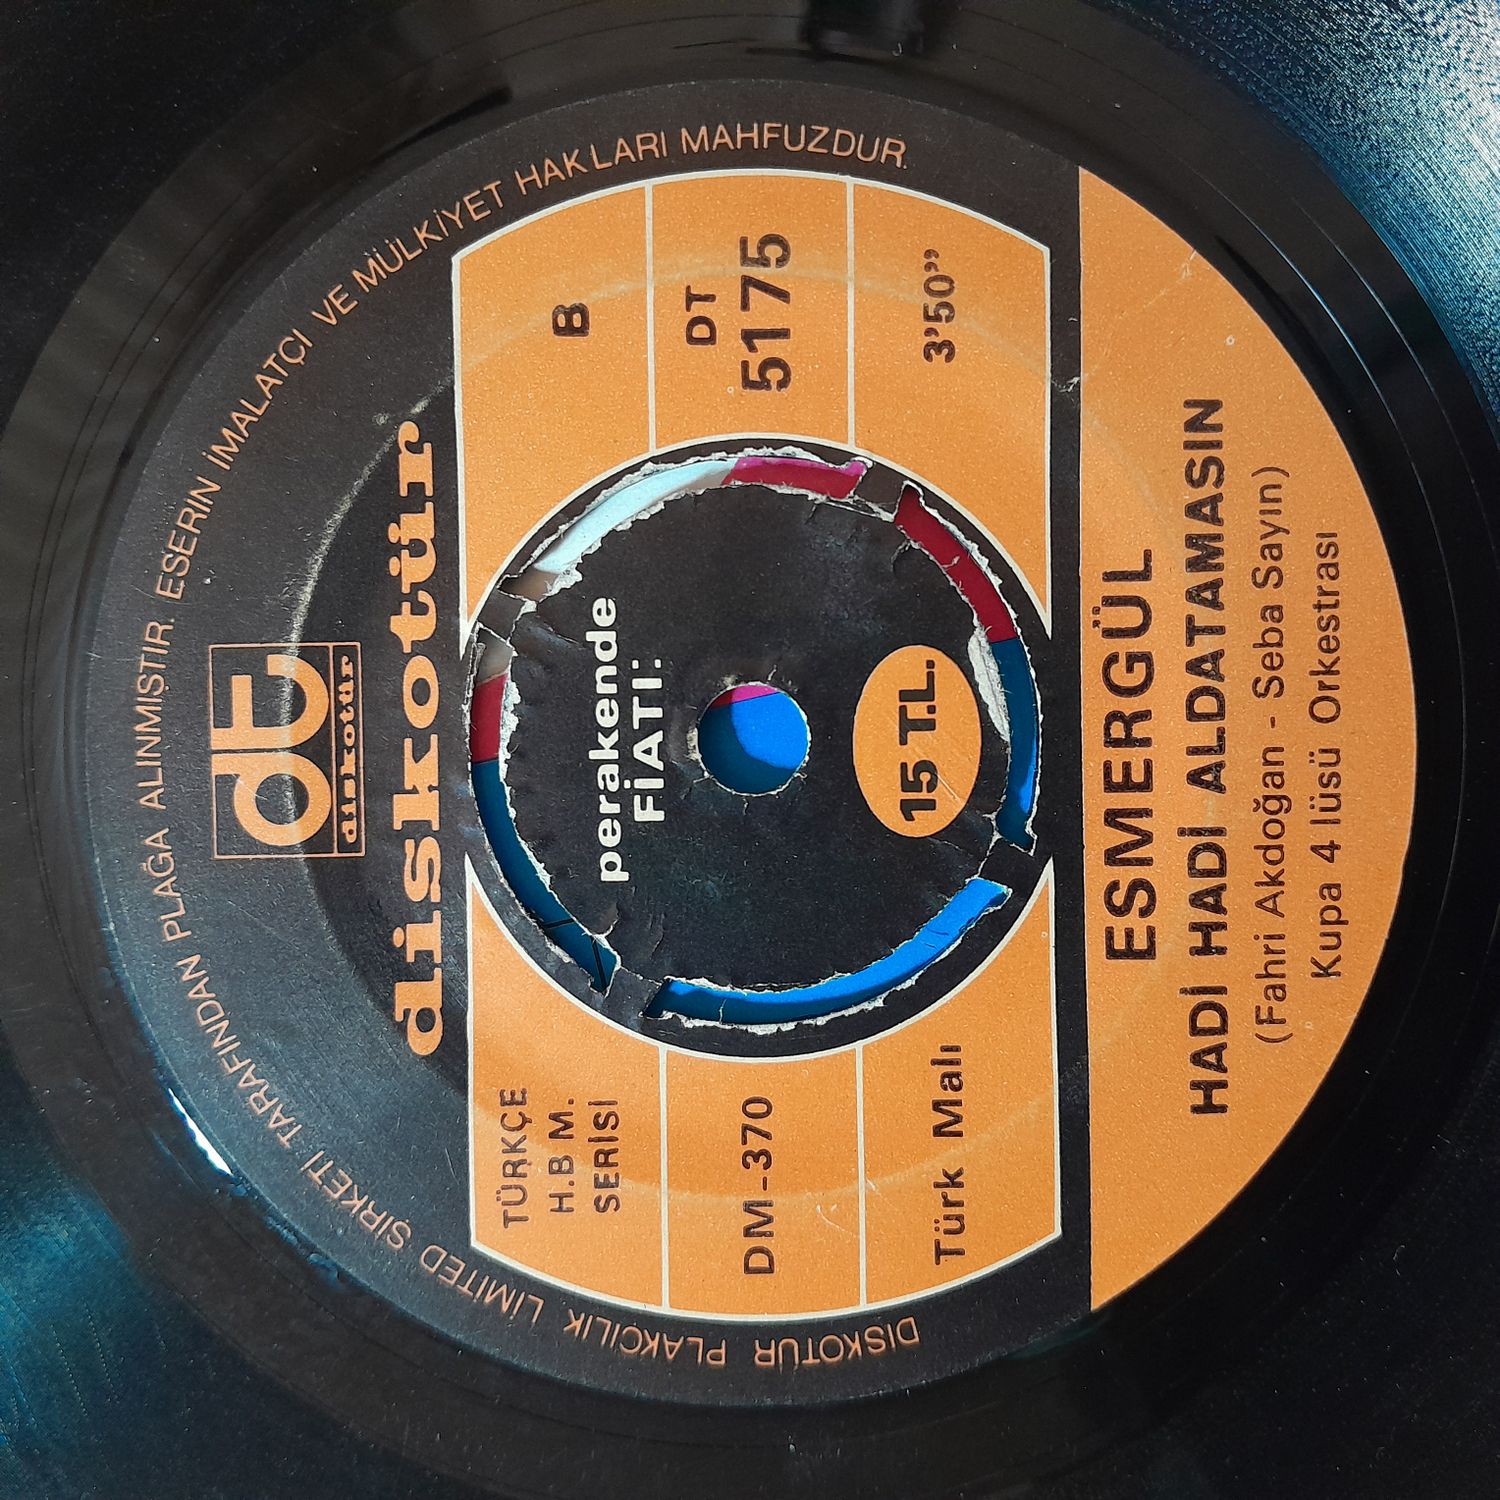 DİSKOTÜR PLAKÇILIK LİMİTED ŞİRKETİ TARAFINDAN PLAĞA ALINMIŞTIR. ESERİN İMALATÇI VE MÜLKİYET HAKLARI MAHFUZDUR.
dt
diskotür
diskotür
TÜRKÇE
H.B M.
SERİSİ
B
perakende
FİATI:
DM-370
DT
5175
15 T.L.
Türk Malı
3'50"
ESMERGÜL
HADİ HADİ ALDATAMASIN
(Fahri Akdoğan - Seba Sayın)
Kupa 4 lüsü Orkestrası